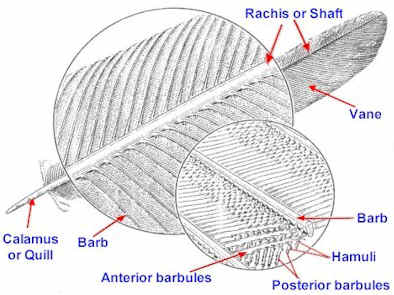 Rachis or Shaft
Vane
Barb
Calamus
or Quill
Barb
Hamuli
Anterior barbules
Posterior barbules